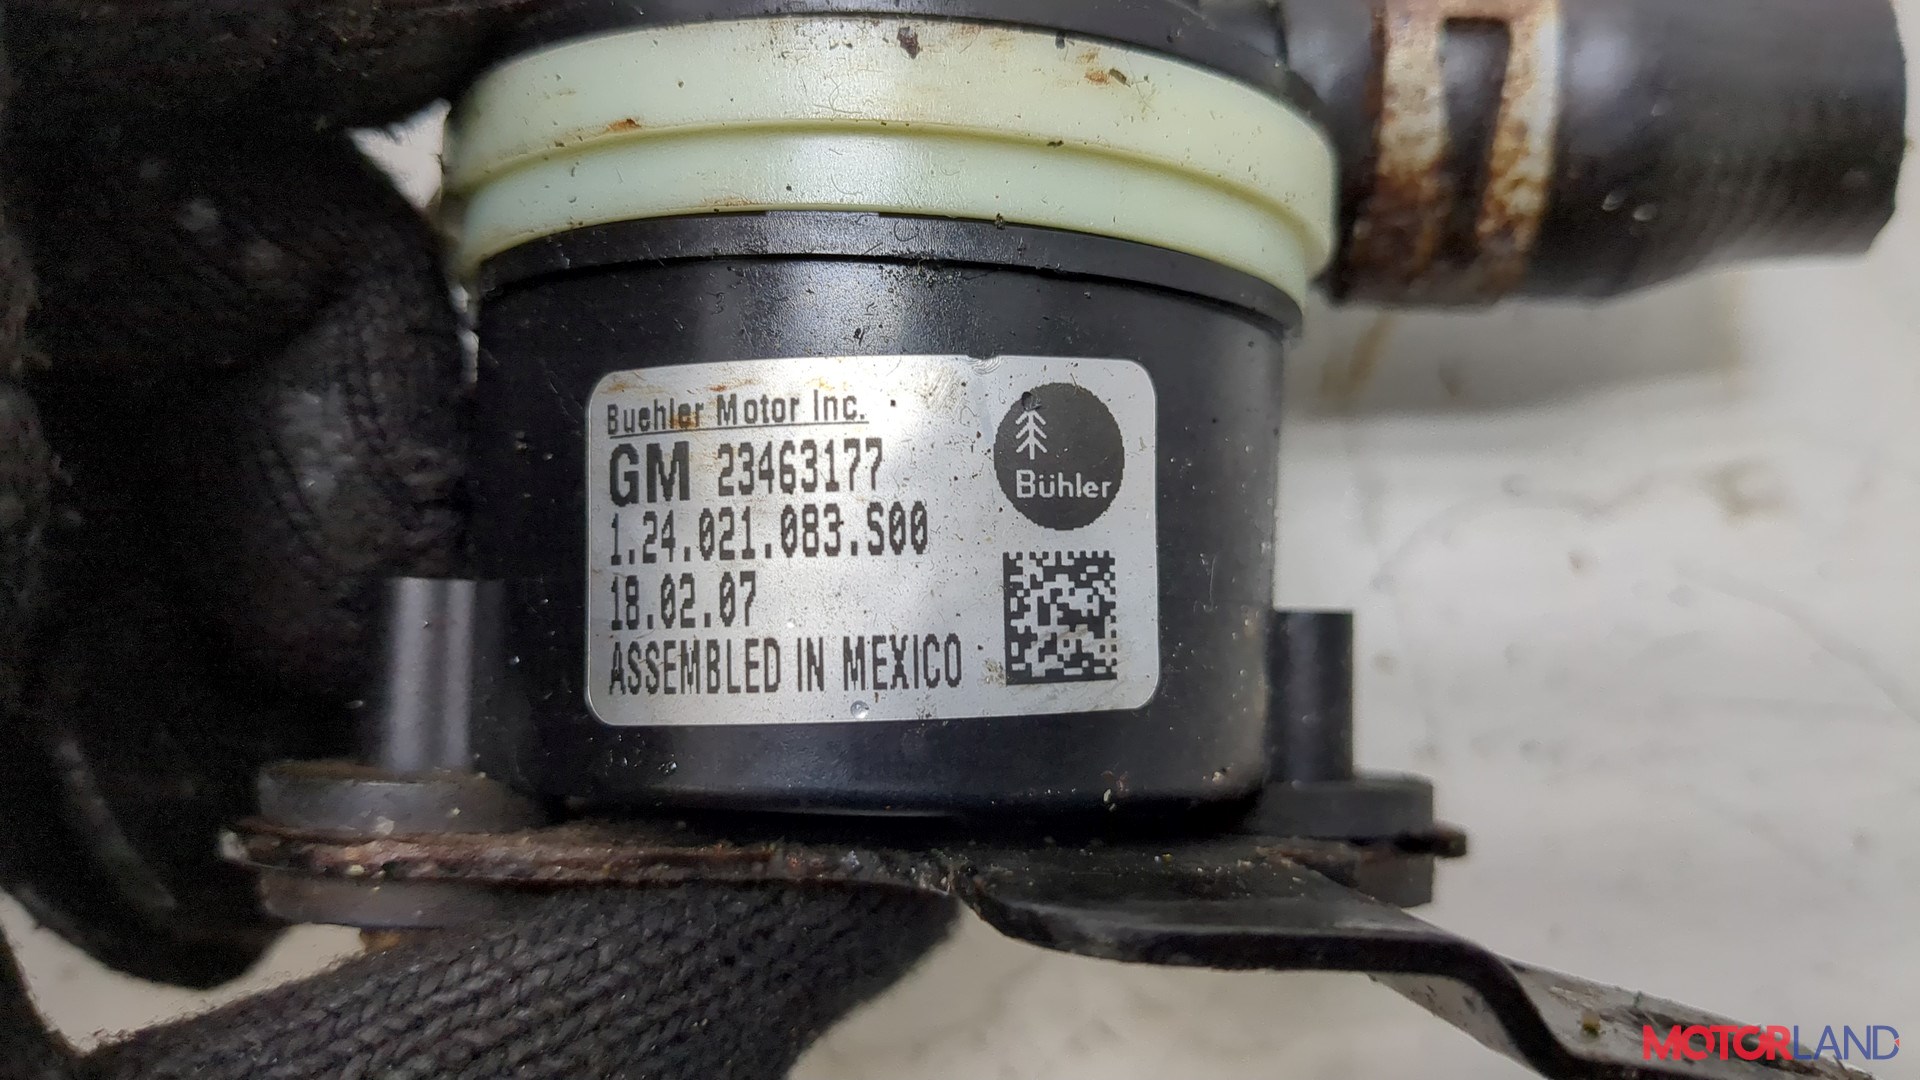 Buehler Motor Inc.
GM 23463177
1.24.021.083.S00
18.02.07
ASSEMBLED IN MEXICO
Bühler
MOTORLAND